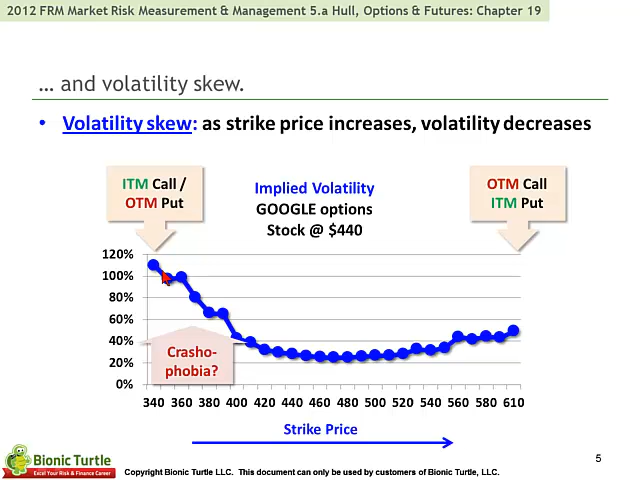 2012 FRM Market Risk Measurement & Management 5.a Hull, Options & Futures: Chapter 19
… and volatility skew.
• Volatility skew: as strike price increases, volatility decreases
ITM Call /
OTM Put
Implied Volatility
GOOGLE options
Stock @ $440
OTM Call
ITM Put
120%
100%
80%
60%
40%
20%
0%
Crasho-
phobia?
340 360 380 400 420 440 460 480 500 520 540 560 580 610
Strike Price
5
Bionic Turtle
Excel Your Risk & Finance Career
Copyright Bionic Turtle LLC. This document can only be used by customers of Bionic Turtle, LLC.